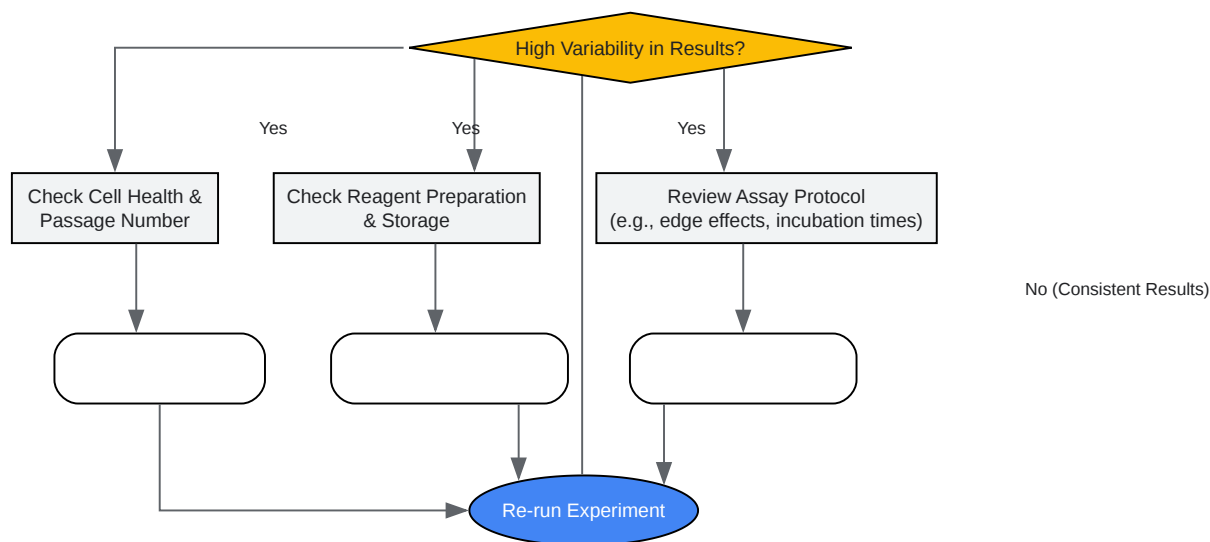 High Variability in Results?
Yes
Yes
Yes
Check Cell Health &
Passage Number
Check Reagent Preparation
& Storage
Review Assay Protocol
(e.g., edge effects, incubation times)
No (Consistent Results)
Re-run Experiment